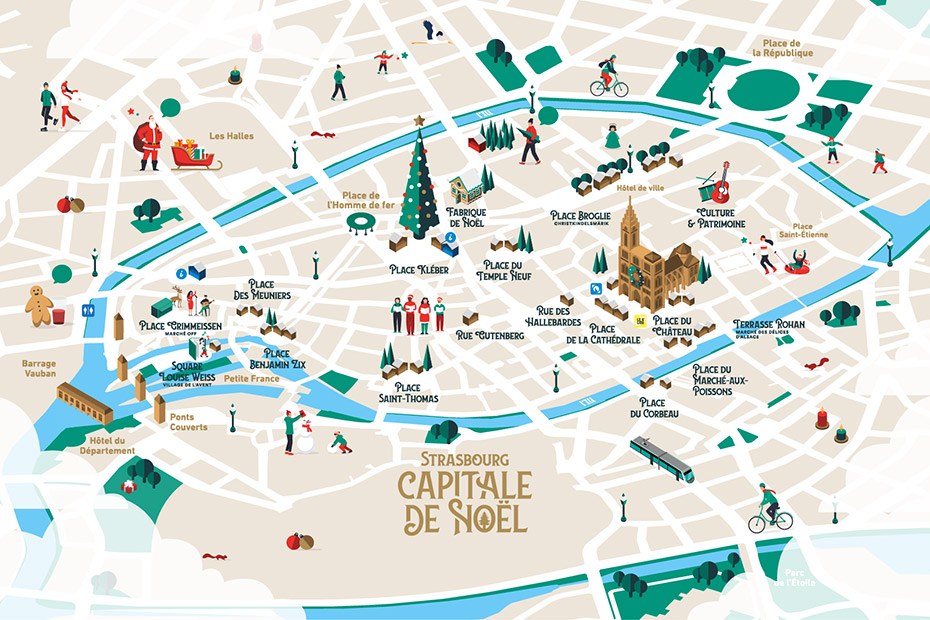 Place de
la République
Les Halles
Place de
l'Homme de fer
Fabrique
de Noël
Hôtel de ville
Place Broglie
Christkindelsmärik
Culture
& Patrimoine
Place
Saint-Étienne
Place Kléber
Place du
Temple Neuf
Place
des Meuniers
Place Grimmeissen
Marché Off
Rue Gutenberg
Rue des
Hallebardes
Place
de la Cathédrale
Place du
Château
Terrasse Rohan
Marché des Délices
d'Alsace
Place
Benjamin Zix
Square
Louise Weiss
Village de l'Avent
Petite France
Barrage
Vauban
Place
Saint-Thomas
Place du
Marché-aux-
Poissons
Place
du Corbeau
Ponts
Couverts
Hôtel du
Département
Strasbourg
Capitale
de Noël
Parc
de l'Étoile